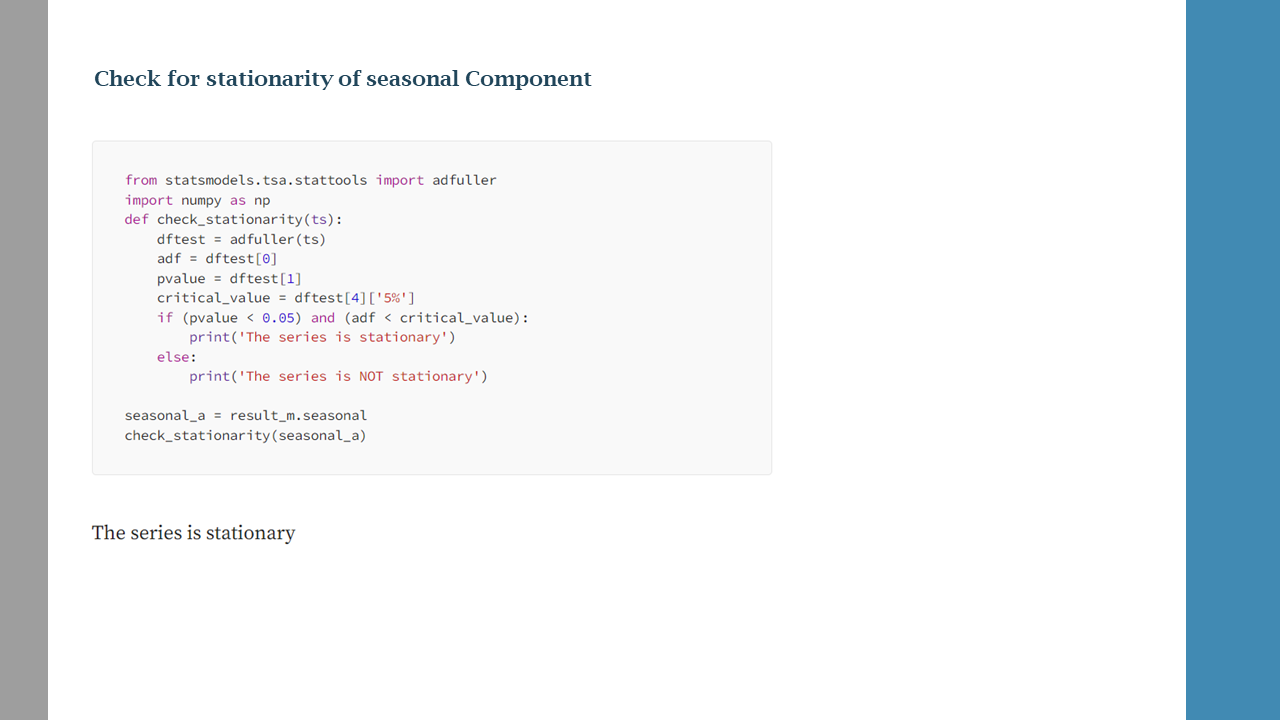 Check for stationarity of seasonal Component
from statsmodels.tsa.stattools import adfuller
import numpy as np
def check_stationarity(ts):
    dftest = adfuller(ts)
    adf = dftest[0]
    pvalue = dftest[1]
    critical_value = dftest[4]['5%']
    if (pvalue < 0.05) and (adf < critical_value):
        print('The series is stationary')
    else:
        print('The series is NOT stationary')
seasonal_a = result_m.seasonal
check_stationarity(seasonal_a)
The series is stationary